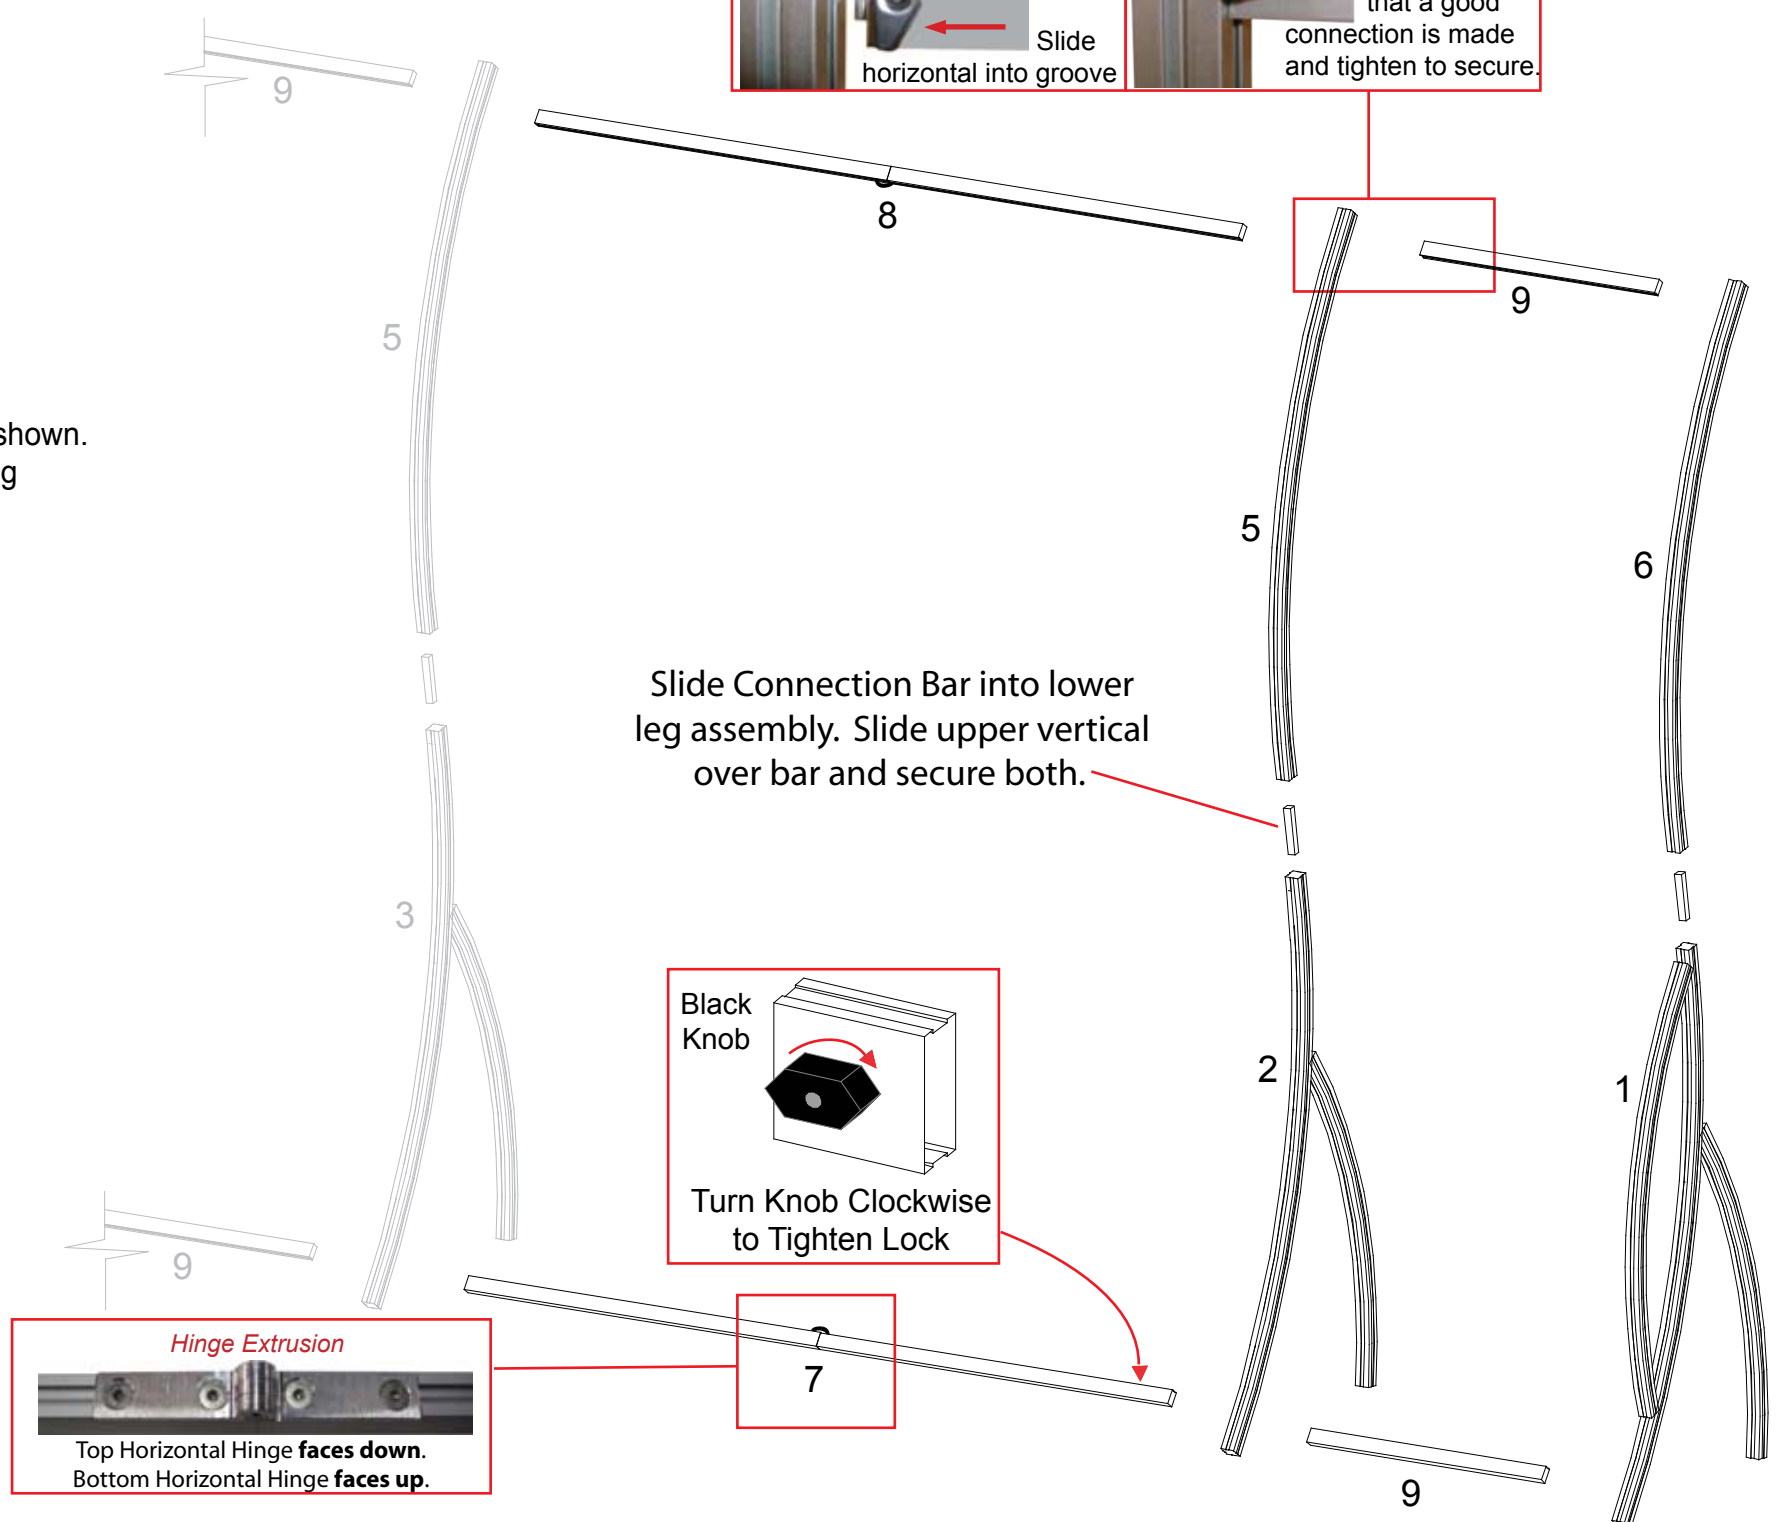 that a good
connection is made
and tighten to secure.
Slide
horizontal into groove
9
8
9
5
shown.
g
5
6
Slide Connection Bar into lower
leg assembly. Slide upper vertical
over bar and secure both.
3
Black
Knob
2
1
Turn Knob Clockwise
to Tighten Lock
9
Hinge Extrusion
7
Top Horizontal Hinge faces down.
Bottom Horizontal Hinge faces up.
9